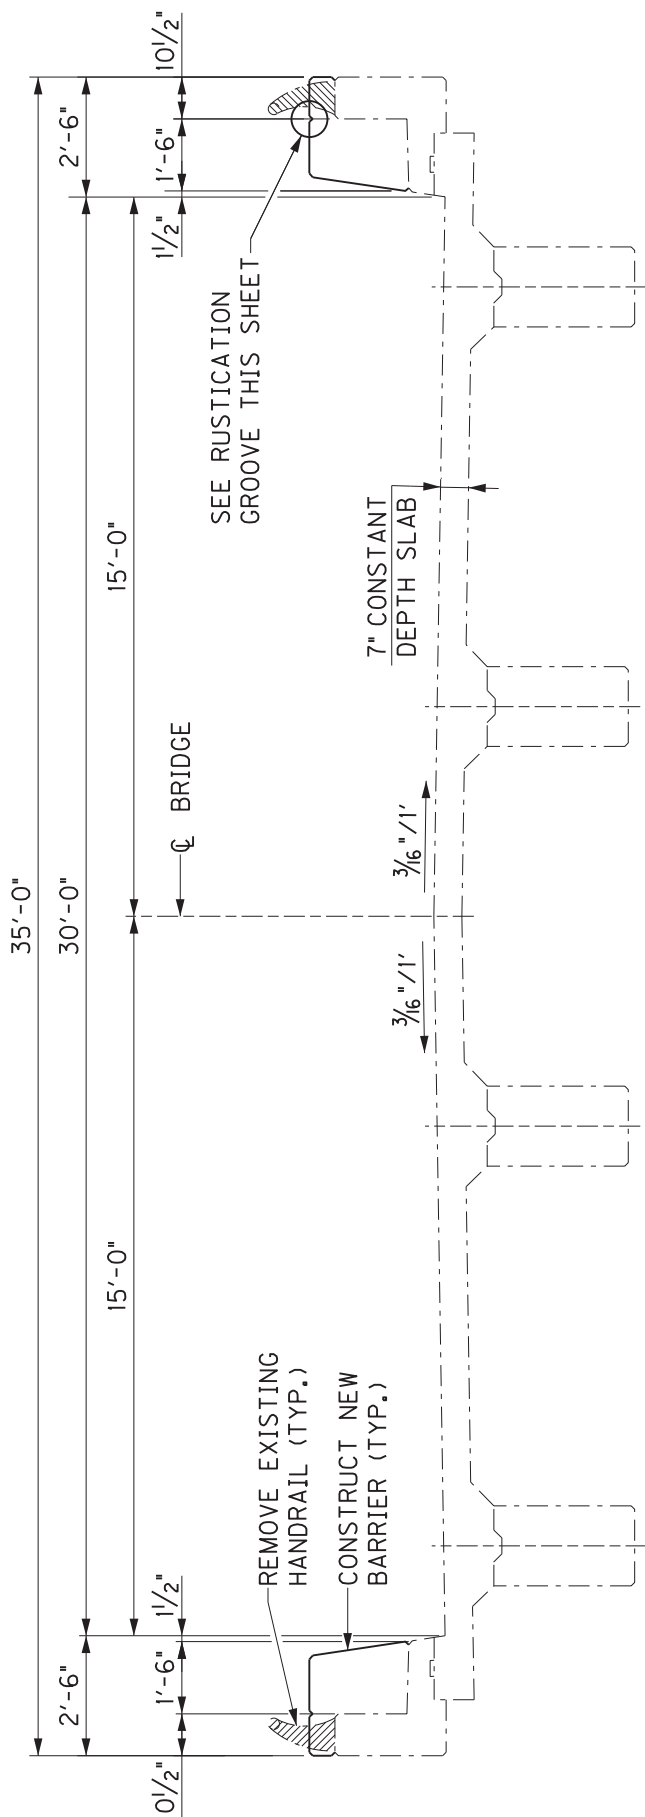 35'-0"
2'-6"
30'-0"
2'-6"
15'-0"
15'-0"
0½"
1'-6"
1½"
℄ BRIDGE
1½"
1'-6"
10½"
REMOVE EXISTING
HANDRAIL (TYP.)
CONSTRUCT NEW
BARRIER (TYP.)
SEE RUSTICATION
GROOVE THIS SHEET
7" CONSTANT
DEPTH SLAB
3⁄16"/1'
3⁄16"/1'